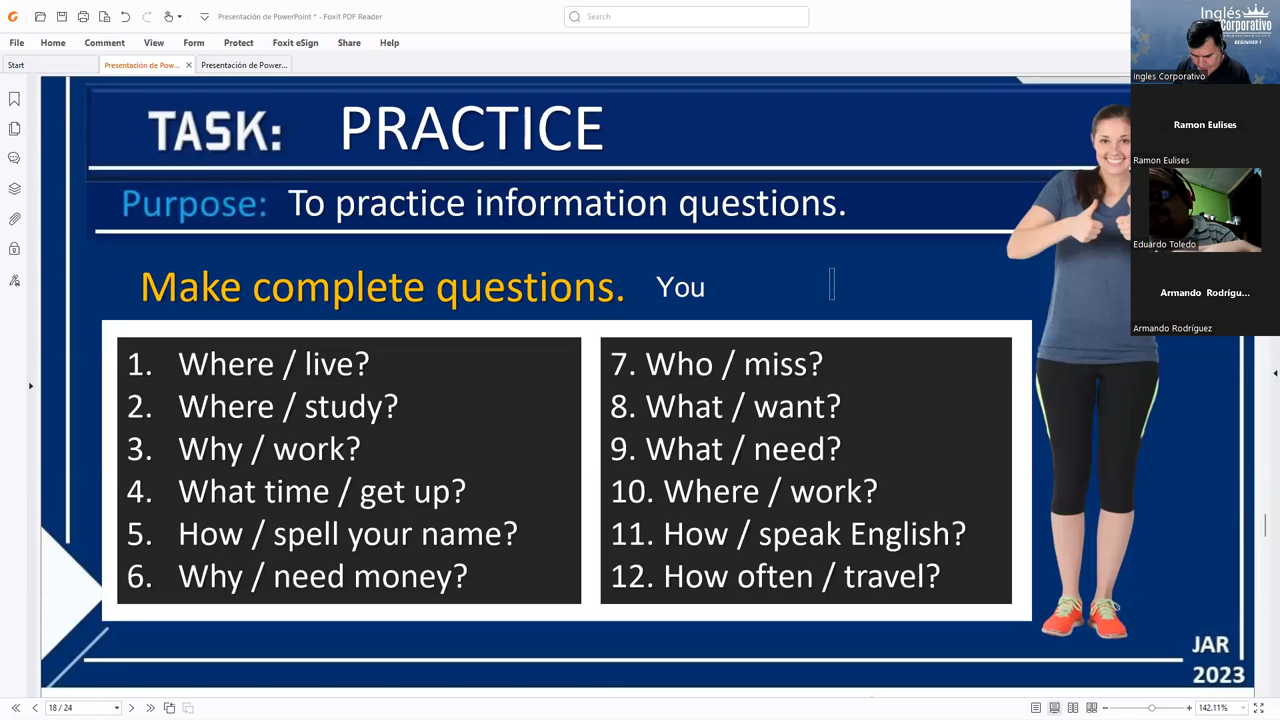 Presentación de PowerPoint * - Foxit PDF Reader
Search
File Home Comment View Form Protect Foxit eSign Share Help
Start
Presentación de Pow...
Presentación de Power...
TASK: PRACTICE
Purpose: To practice information questions.
Make complete questions. You
1. Where / live?
2. Where / study?
3. Why / work?
4. What time / get up?
5. How / spell your name?
6. Why / need money?
7. Who / miss?
8. What / want?
9. What / need?
10. Where / work?
11. How / speak English?
12. How often / travel?
JAR
2023
Inglés
Corporativo
BEGINNER 1
Ingles Corporativo
Ramon Eulises
Ramon Eulises
Eduardo Toledo
Armando Rodrígu...
Armando Rodríguez
18 / 24
142.11%